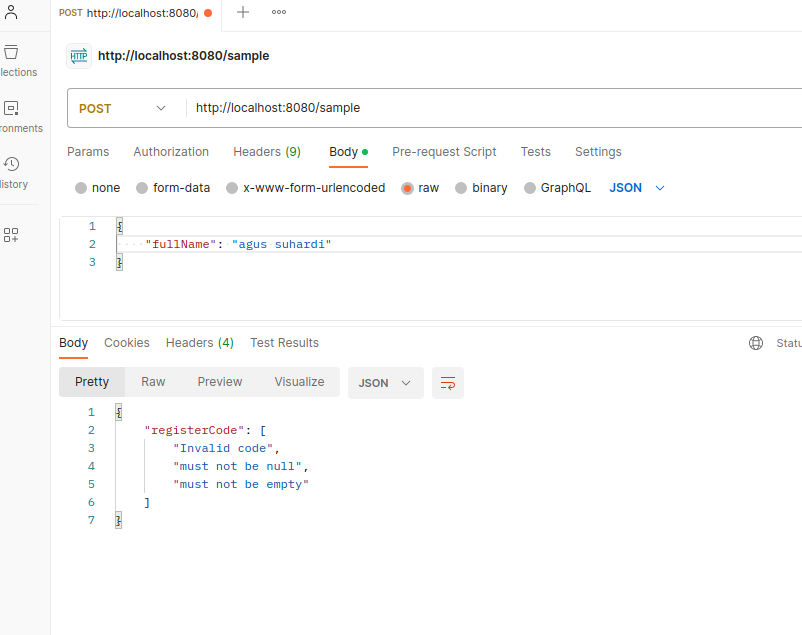 POST http://localhost:8080/
http://localhost:8080/sample
POST http://localhost:8080/sample
Params Authorization Headers (9) Body Pre-request Script Tests Settings
none form-data x-www-form-urlencoded raw binary GraphQL JSON
1 {
2 "fullName": "agus suhardi"
3 }
lections
ronments
istory
Body Cookies Headers (4) Test Results Statu
Pretty Raw Preview Visualize JSON
1 {
2 "registerCode": [
3 "Invalid code",
4 "must not be null",
5 "must not be empty"
6 ]
7 }